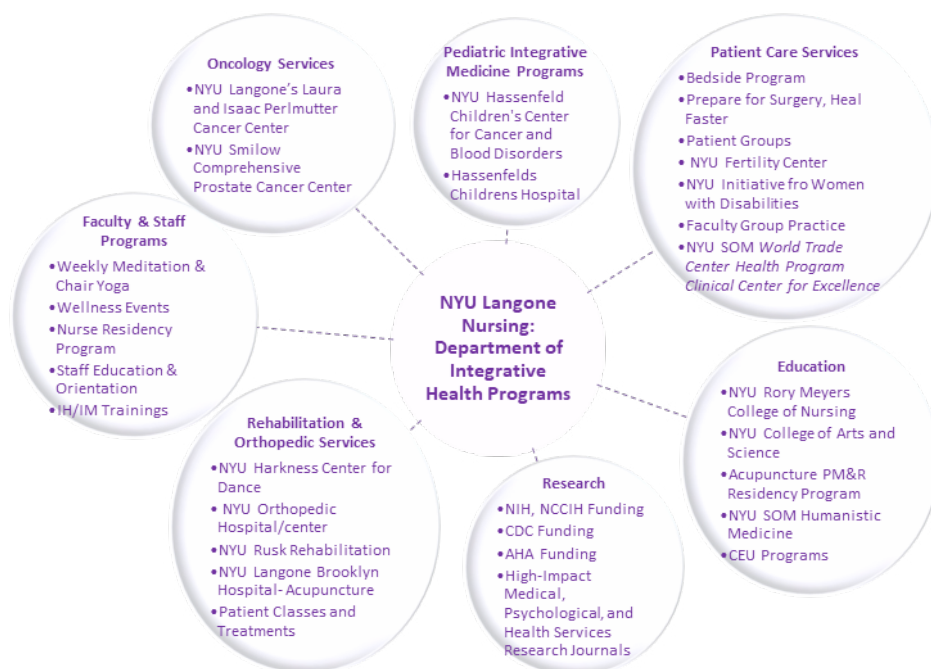 Oncology Services
•NYU Langone's Laura
and Isaac Perlmutter
Cancer Center
•NYU Smilow
Comprehensive
Prostate Cancer Center
Pediatric Integrative
Medicine Programs
•NYU Hassenfeld
Children's Center
for Cancer and
Blood Disorders
•Hassenfelds
Childrens Hospital
Patient Care Services
•Bedside Program
•Prepare for Surgery, Heal
Faster
•Patient Groups
• NYU Fertility Center
•NYU Initiative fro Women
with Disabilities
•Faculty Group Practice
•NYU SOM World Trade
Center Health Program
Clinical Center for Excellence
Faculty & Staff
Programs
•Weekly Meditation &
Chair Yoga
•Wellness Events
•Nurse Residency
Program
•Staff Education &
Orientation
•IH/IM Trainings
NYU Langone
Nursing:
Department of
Integrative
Health Programs
Education
•NYU Rory Meyers
College of Nursing
•NYU College of Arts and
Science
•Acupuncture PM&R
Residency Program
•NYU SOM Humanistic
Medicine
•CEU Programs
Rehabilitation &
Orthopedic Services
•NYU Harkness Center for
Dance
• NYU Orthopedic
Hospital/center
•NYU Rusk Rehabilitation
•NYU Langone Brooklyn
Hospital- Acupuncture
•Patient Classes and
Treatments
Research
•NIH, NCCIH Funding
•CDC Funding
•AHA Funding
•High-Impact
Medical,
Psychological, and
Health Services
Research Journals